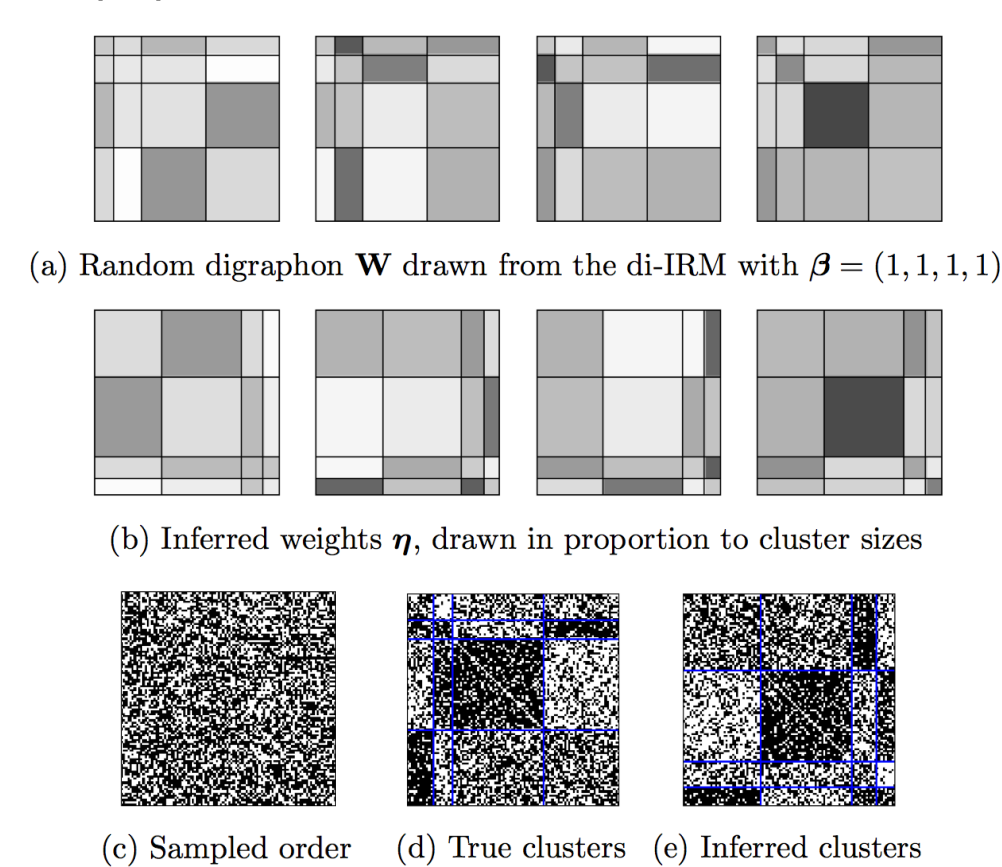 (a) Random digraphon W drawn from the di-IRM with β = (1, 1, 1, 1)
(b) Inferred weights η, drawn in proportion to cluster sizes
(c) Sampled order (d) True clusters (e) Inferred clusters